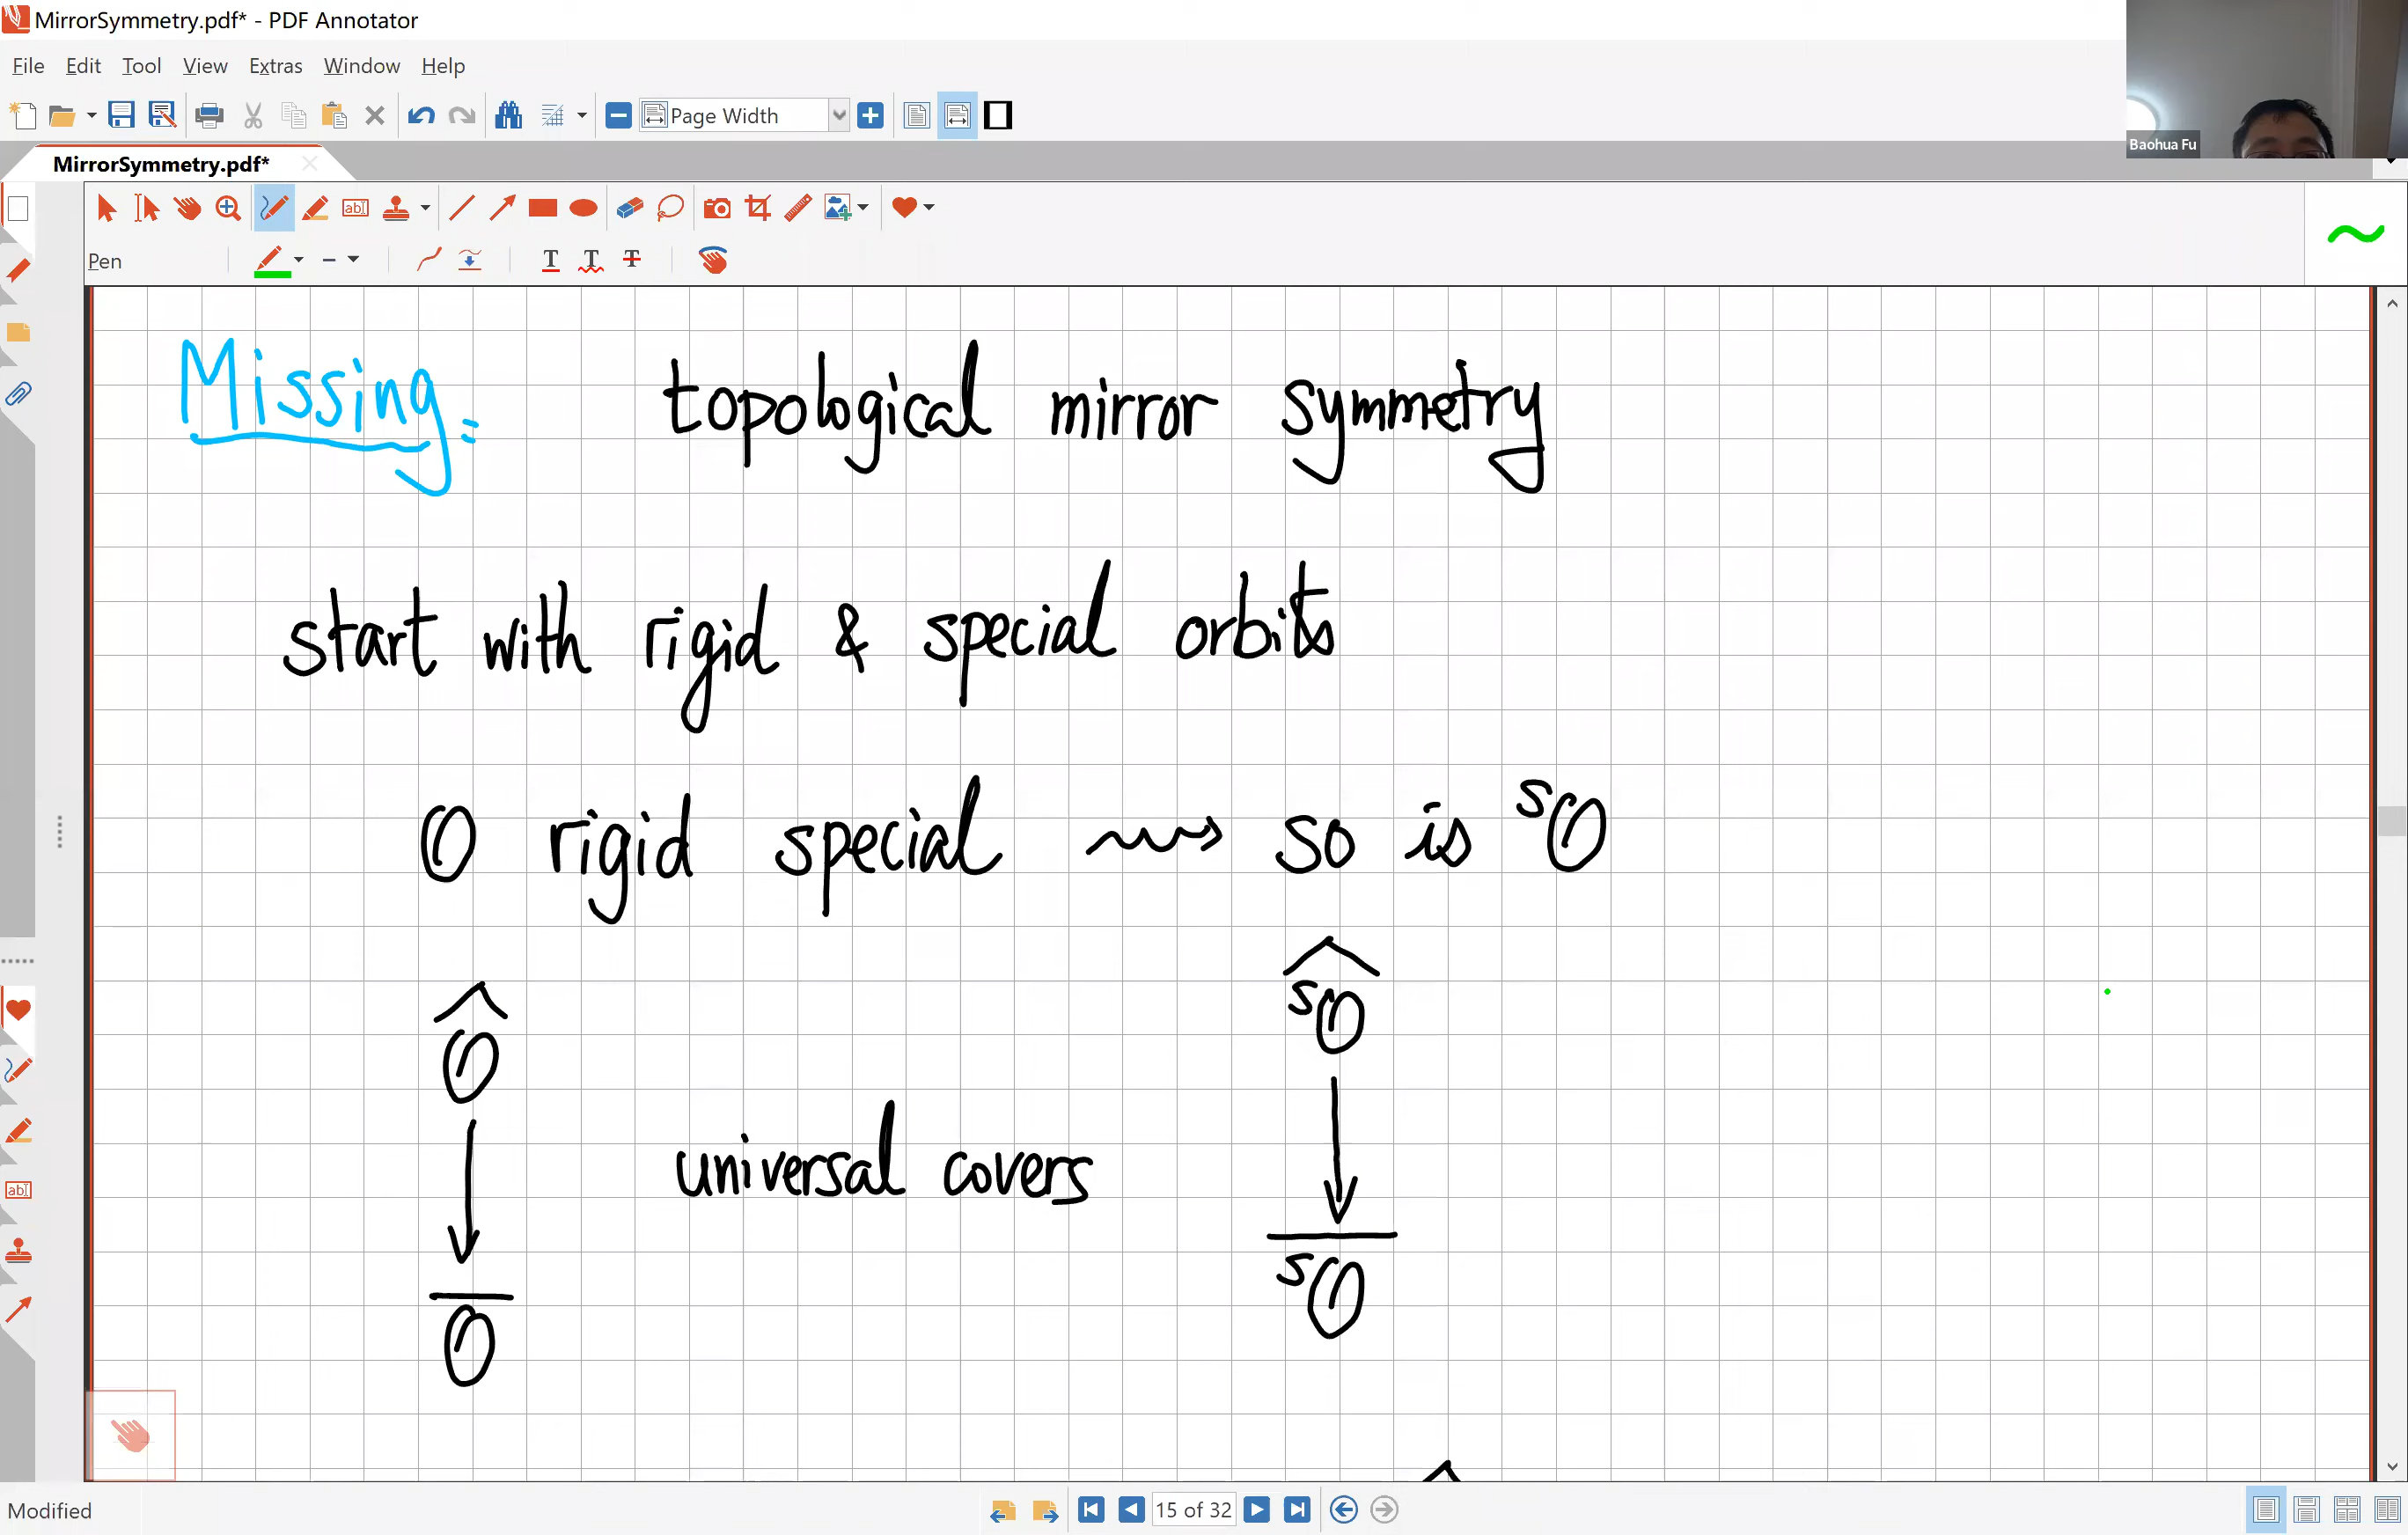 MirrorSymmetry.pdf* - PDF Annotator
Baohua Fu
File Edit Tool View Extras Window Help
Page Width
MirrorSymmetry.pdf*
Pen
Missing: topological mirror symmetry
start with rigid & special orbits
O rigid special ⇝ so is ˢO
Ô ˢÔ
↓ universal covers ↓
O̅ ˢO̅
Modified
15 of 32